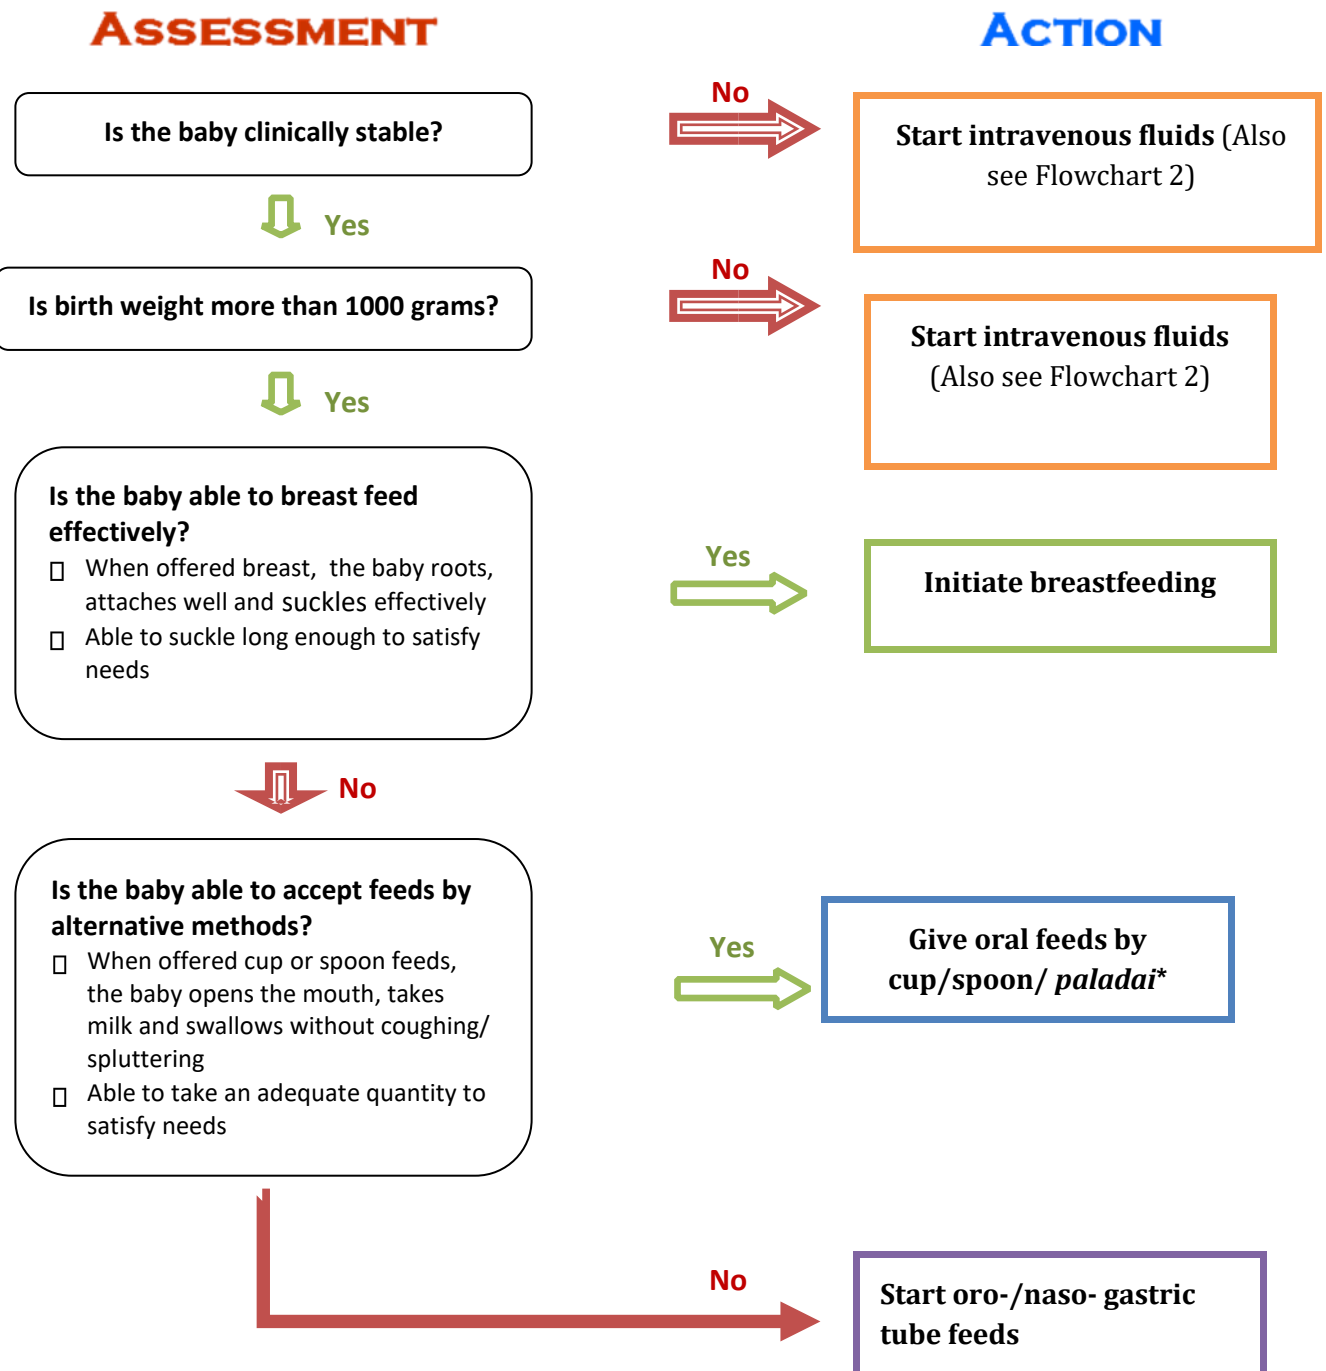 ASSESSMENT
ACTION
Is the baby clinically stable?
No
Start intravenous fluids (Also
see Flowchart 2)
Yes
Is birth weight more than 1000 grams?
No
Start intravenous fluids
(Also see Flowchart 2)
Yes
Is the baby able to breast feed
effectively?
When offered breast, the baby roots,
attaches well and suckles effectively
Able to suckle long enough to satisfy
needs
Yes
Initiate breastfeeding
No
Is the baby able to accept feeds by
alternative methods?
When offered cup or spoon feeds,
the baby opens the mouth, takes
milk and swallows without coughing/
spluttering
Able to take an adequate quantity to
satisfy needs
Yes
Give oral feeds by
cup/spoon/ paladai*
No
Start oro-/naso- gastric
tube feeds